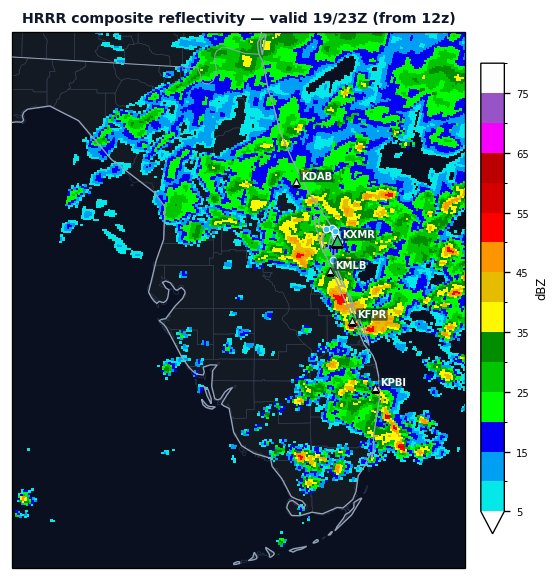 HRRR composite reflectivity — valid 19/23Z (from 12z)
KDAB
KXMR
KMLB
KFPR
KPBI
75
65
55
45
35
25
15
5
dBZ